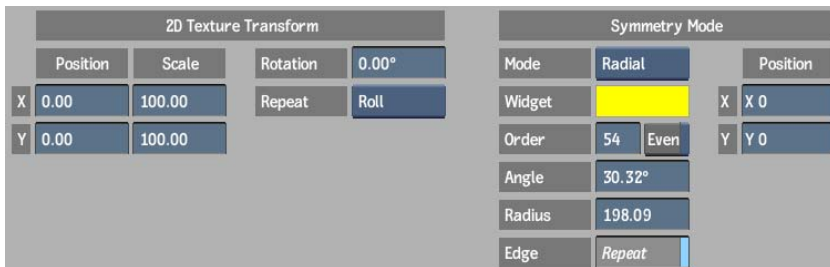 2D Texture Transform Symmetry Mode
Position Scale Rotation 0.00° Mode Radial Position
X 0.00 100.00 Repeat Roll Widget X X 0
Y 0.00 100.00 Order 54 Even Y Y 0
Angle 30.32°
Radius 198.09
Edge Repeat